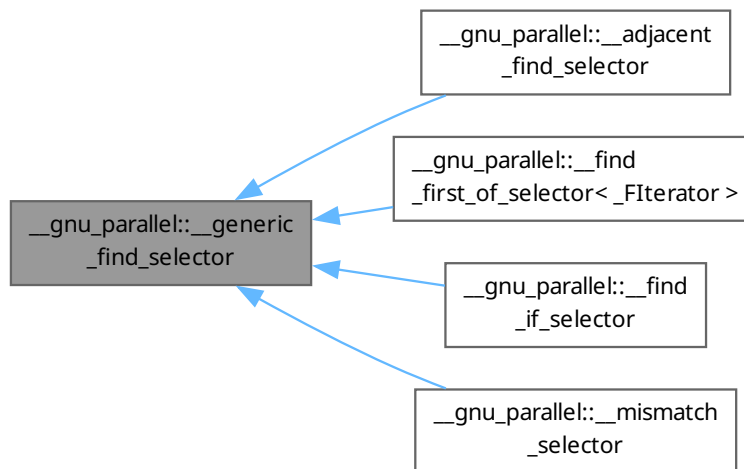 __gnu_parallel::__adjacent
_find_selector
__gnu_parallel::__find
_first_of_selector< _FIterator >
__gnu_parallel::__generic
_find_selector
__gnu_parallel::__find
_if_selector
__gnu_parallel::__mismatch
_selector